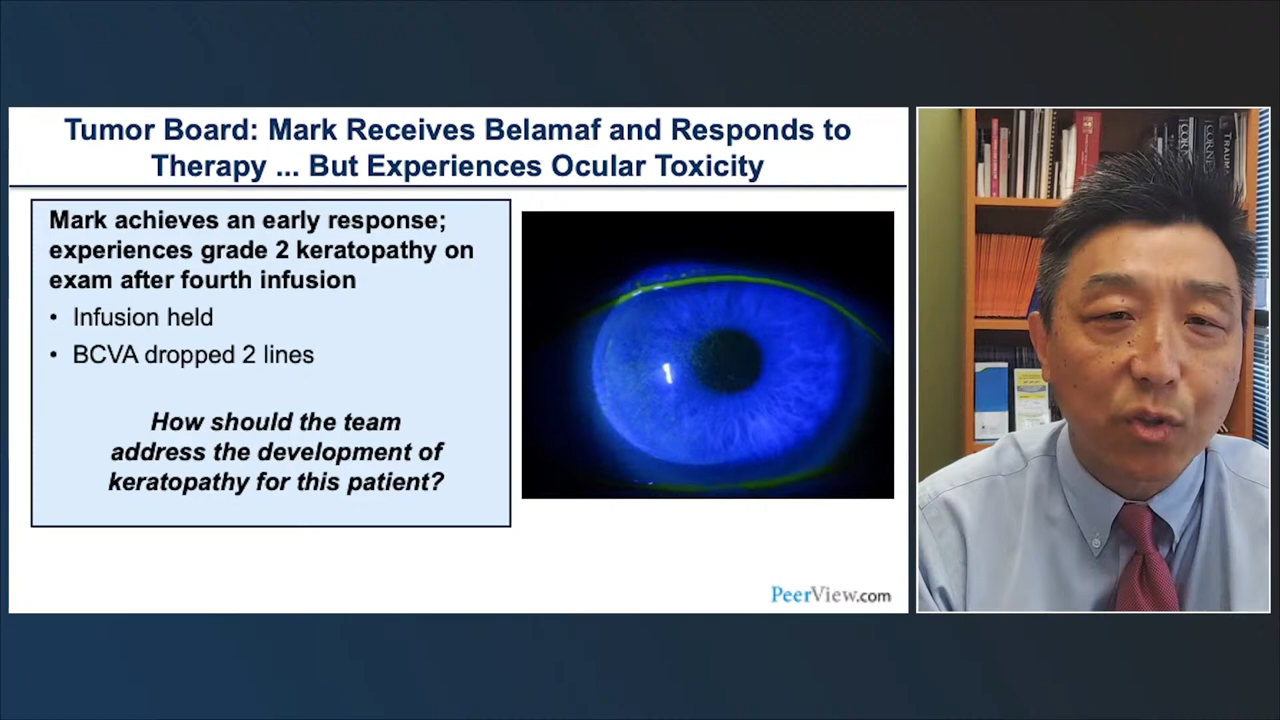 Tumor Board: Mark Receives Belamaf and Responds to
Therapy ... But Experiences Ocular Toxicity
Mark achieves an early response;
experiences grade 2 keratopathy on
exam after fourth infusion
• Infusion held
• BCVA dropped 2 lines
How should the team
address the development of
keratopathy for this patient?
PeerView.com
TRAUMA